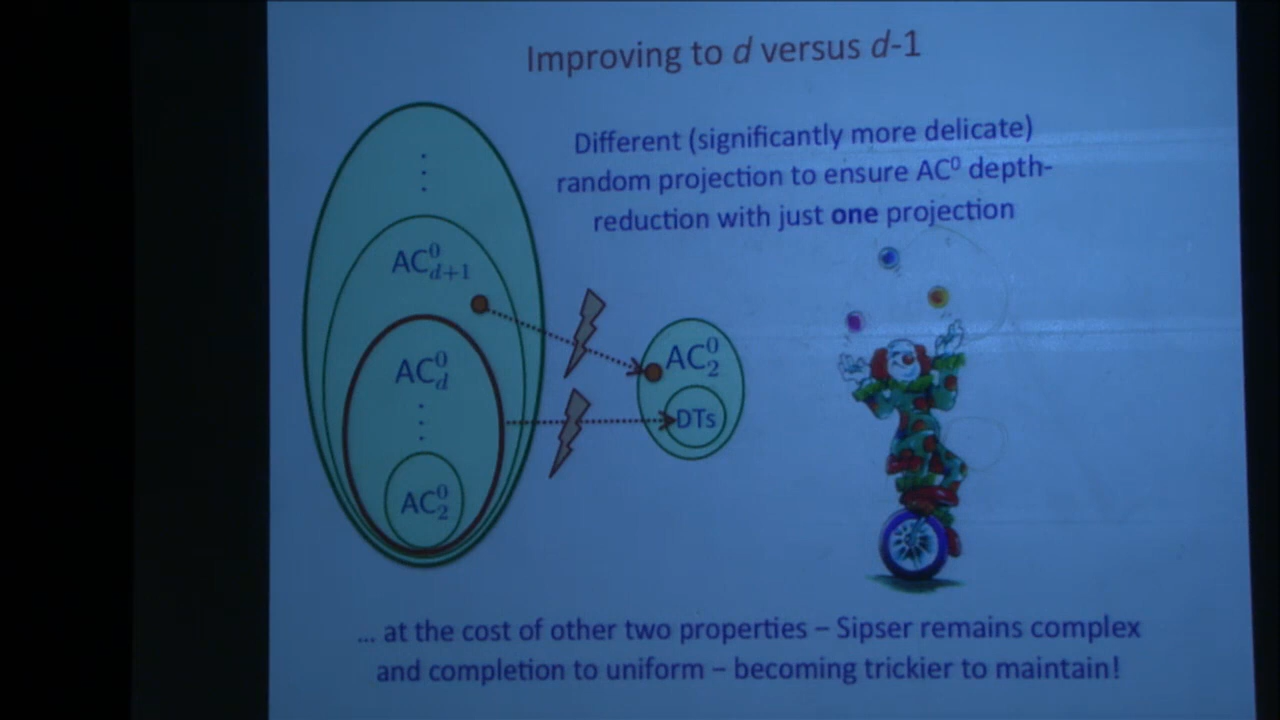 Improving to d versus d-1
Different (significantly more delicate)
random projection to ensure AC⁰ depth-
reduction with just one projection
⋮
AC⁰_{d+1}
AC⁰_d
⋮
AC⁰_2
AC⁰_2
DTs
... at the cost of other two properties – Sipser remains complex
and completion to uniform – becoming trickier to maintain!